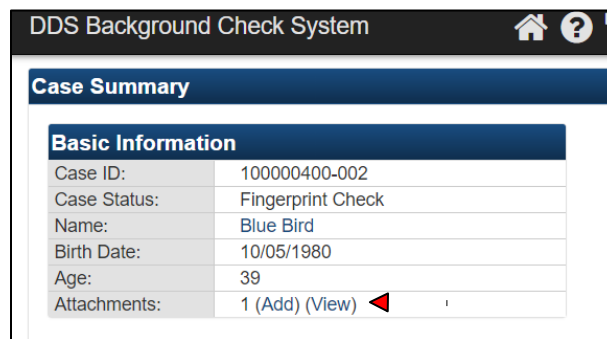 DDS Background Check System
Case Summary
Basic Information
Case ID: 100000400-002
Case Status: Fingerprint Check
Name: Blue Bird
Birth Date: 10/05/1980
Age: 39
Attachments: 1 (Add) (View)